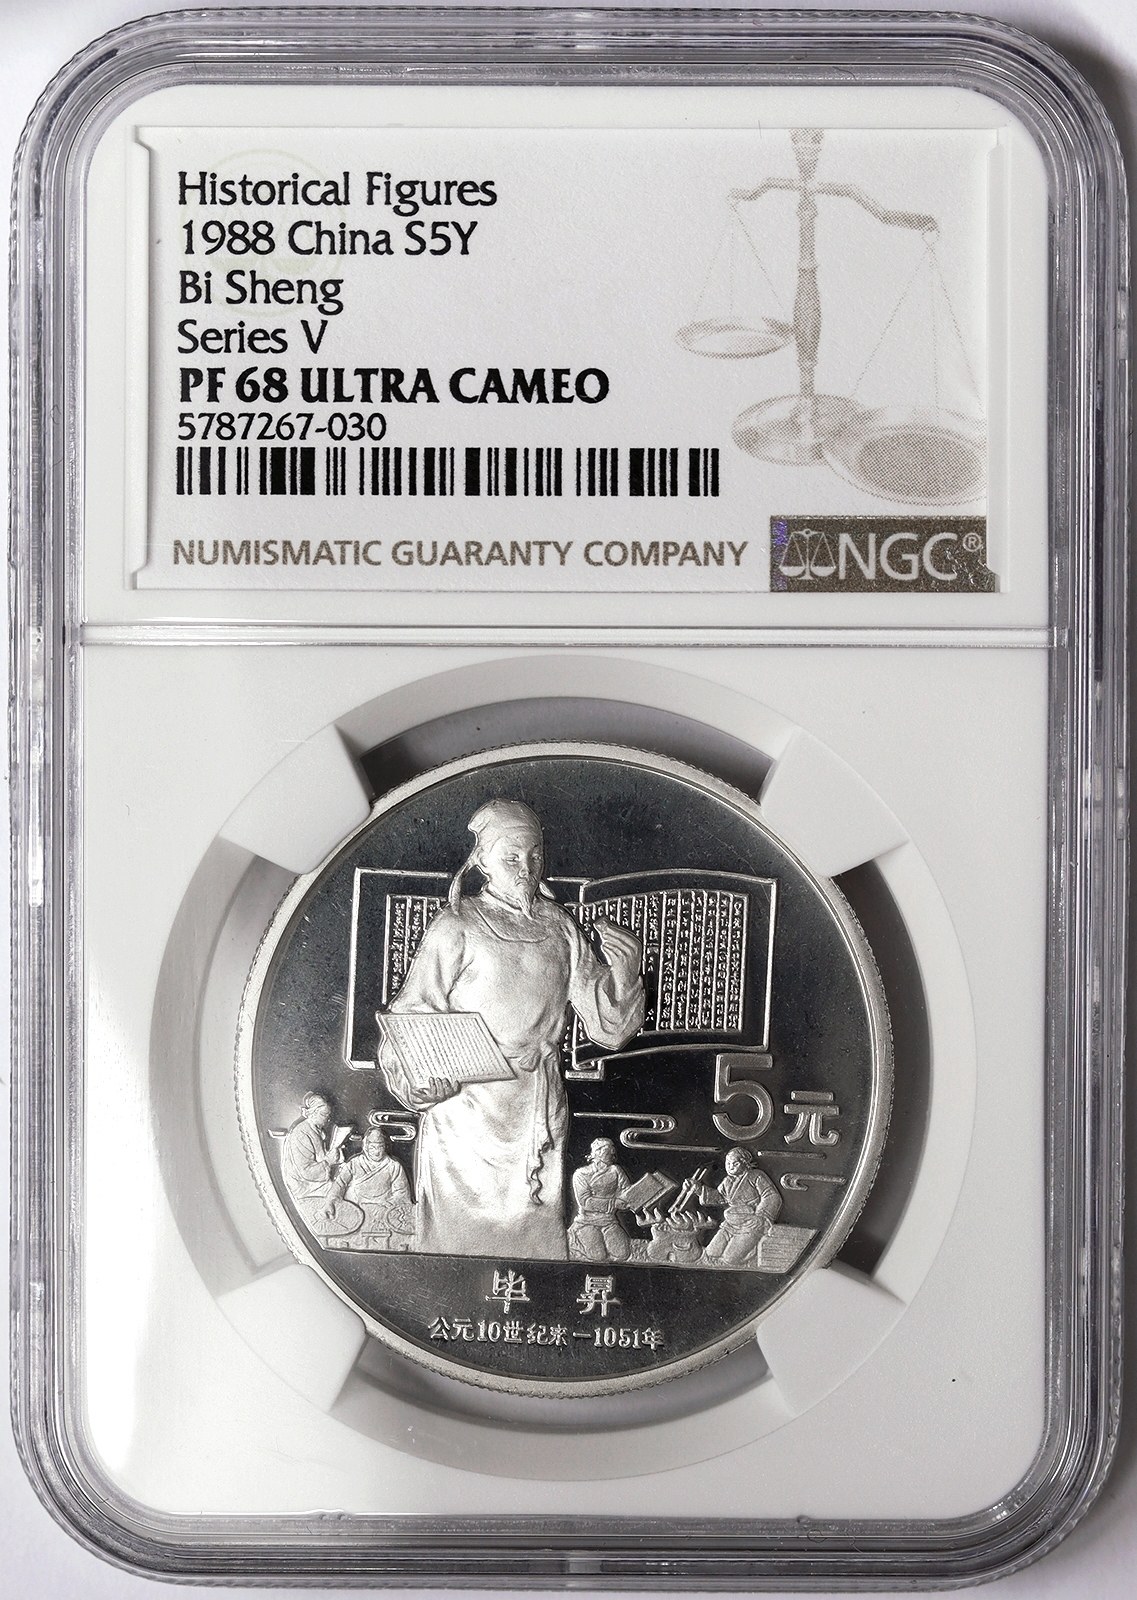 Historical Figures
1988 China S5Y
Bi Sheng
Series V
PF 68 ULTRA CAMEO
5787267-030
NUMISMATIC GUARANTY COMPANY
NGC®
5元
毕昇
公元10世纪末-1051年